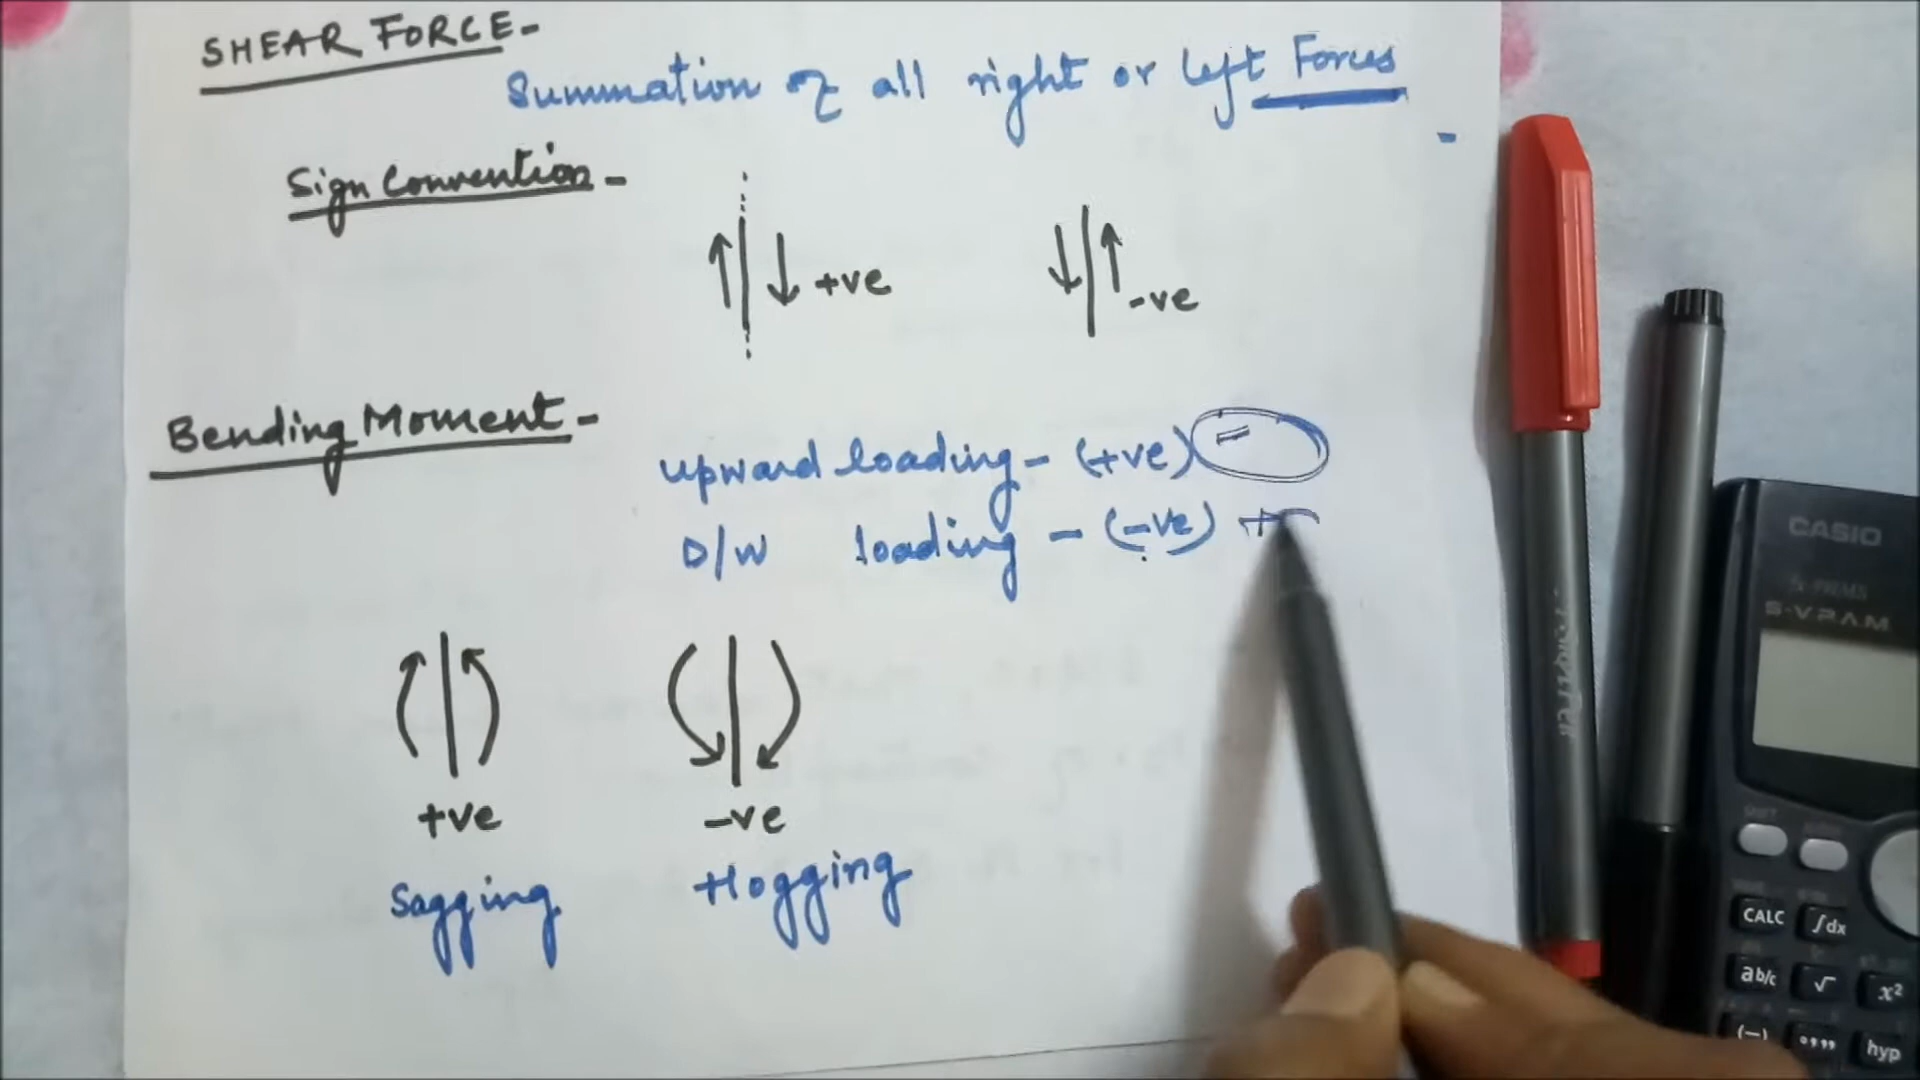 SHEAR FORCE-
Summation of all right or left Forces
Sign Convention-
+ve
-ve
Bending Moment-
upward loading - (+ve) -
D/W loading - (-ve) +
+ve
-ve
Sagging
Hogging
CASIO
S-V.P.A.M.
CALC
∫dx
ab/c
√
x²
(-)
hyp